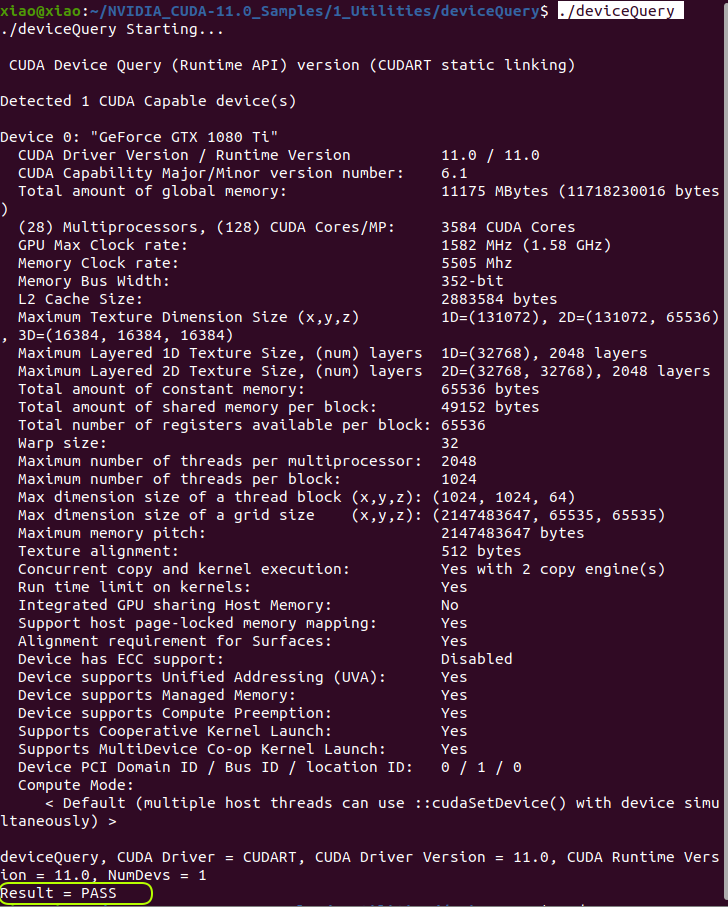 xiao@xiao:~/NVIDIA_CUDA-11.0_Samples/1_Utilities/deviceQuery$ ./deviceQuery
./deviceQuery Starting...
CUDA Device Query (Runtime API) version (CUDART static linking)
Detected 1 CUDA Capable device(s)
Device 0: "GeForce GTX 1080 Ti"
CUDA Driver Version / Runtime Version 11.0 / 11.0
CUDA Capability Major/Minor version number: 6.1
Total amount of global memory: 11175 MBytes (11718230016 bytes
)
(28) Multiprocessors, (128) CUDA Cores/MP: 3584 CUDA Cores
GPU Max Clock rate: 1582 MHz (1.58 GHz)
Memory Clock rate: 5505 Mhz
Memory Bus Width: 352-bit
L2 Cache Size: 2883584 bytes
Maximum Texture Dimension Size (x,y,z) 1D=(131072), 2D=(131072, 65536)
, 3D=(16384, 16384, 16384)
Maximum Layered 1D Texture Size, (num) layers 1D=(32768), 2048 layers
Maximum Layered 2D Texture Size, (num) layers 2D=(32768, 32768), 2048 layers
Total amount of constant memory: 65536 bytes
Total amount of shared memory per block: 49152 bytes
Total number of registers available per block: 65536
Warp size: 32
Maximum number of threads per multiprocessor: 2048
Maximum number of threads per block: 1024
Max dimension size of a thread block (x,y,z): (1024, 1024, 64)
Max dimension size of a grid size (x,y,z): (2147483647, 65535, 65535)
Maximum memory pitch: 2147483647 bytes
Texture alignment: 512 bytes
Concurrent copy and kernel execution: Yes with 2 copy engine(s)
Run time limit on kernels: Yes
Integrated GPU sharing Host Memory: No
Support host page-locked memory mapping: Yes
Alignment requirement for Surfaces: Yes
Device has ECC support: Disabled
Device supports Unified Addressing (UVA): Yes
Device supports Managed Memory: Yes
Device supports Compute Preemption: Yes
Supports Cooperative Kernel Launch: Yes
Supports MultiDevice Co-op Kernel Launch: Yes
Device PCI Domain ID / Bus ID / location ID: 0 / 1 / 0
Compute Mode:
< Default (multiple host threads can use ::cudaSetDevice() with device simu
ltaneously) >
deviceQuery, CUDA Driver = CUDART, CUDA Driver Version = 11.0, CUDA Runtime Vers
ion = 11.0, NumDevs = 1
Result = PASS